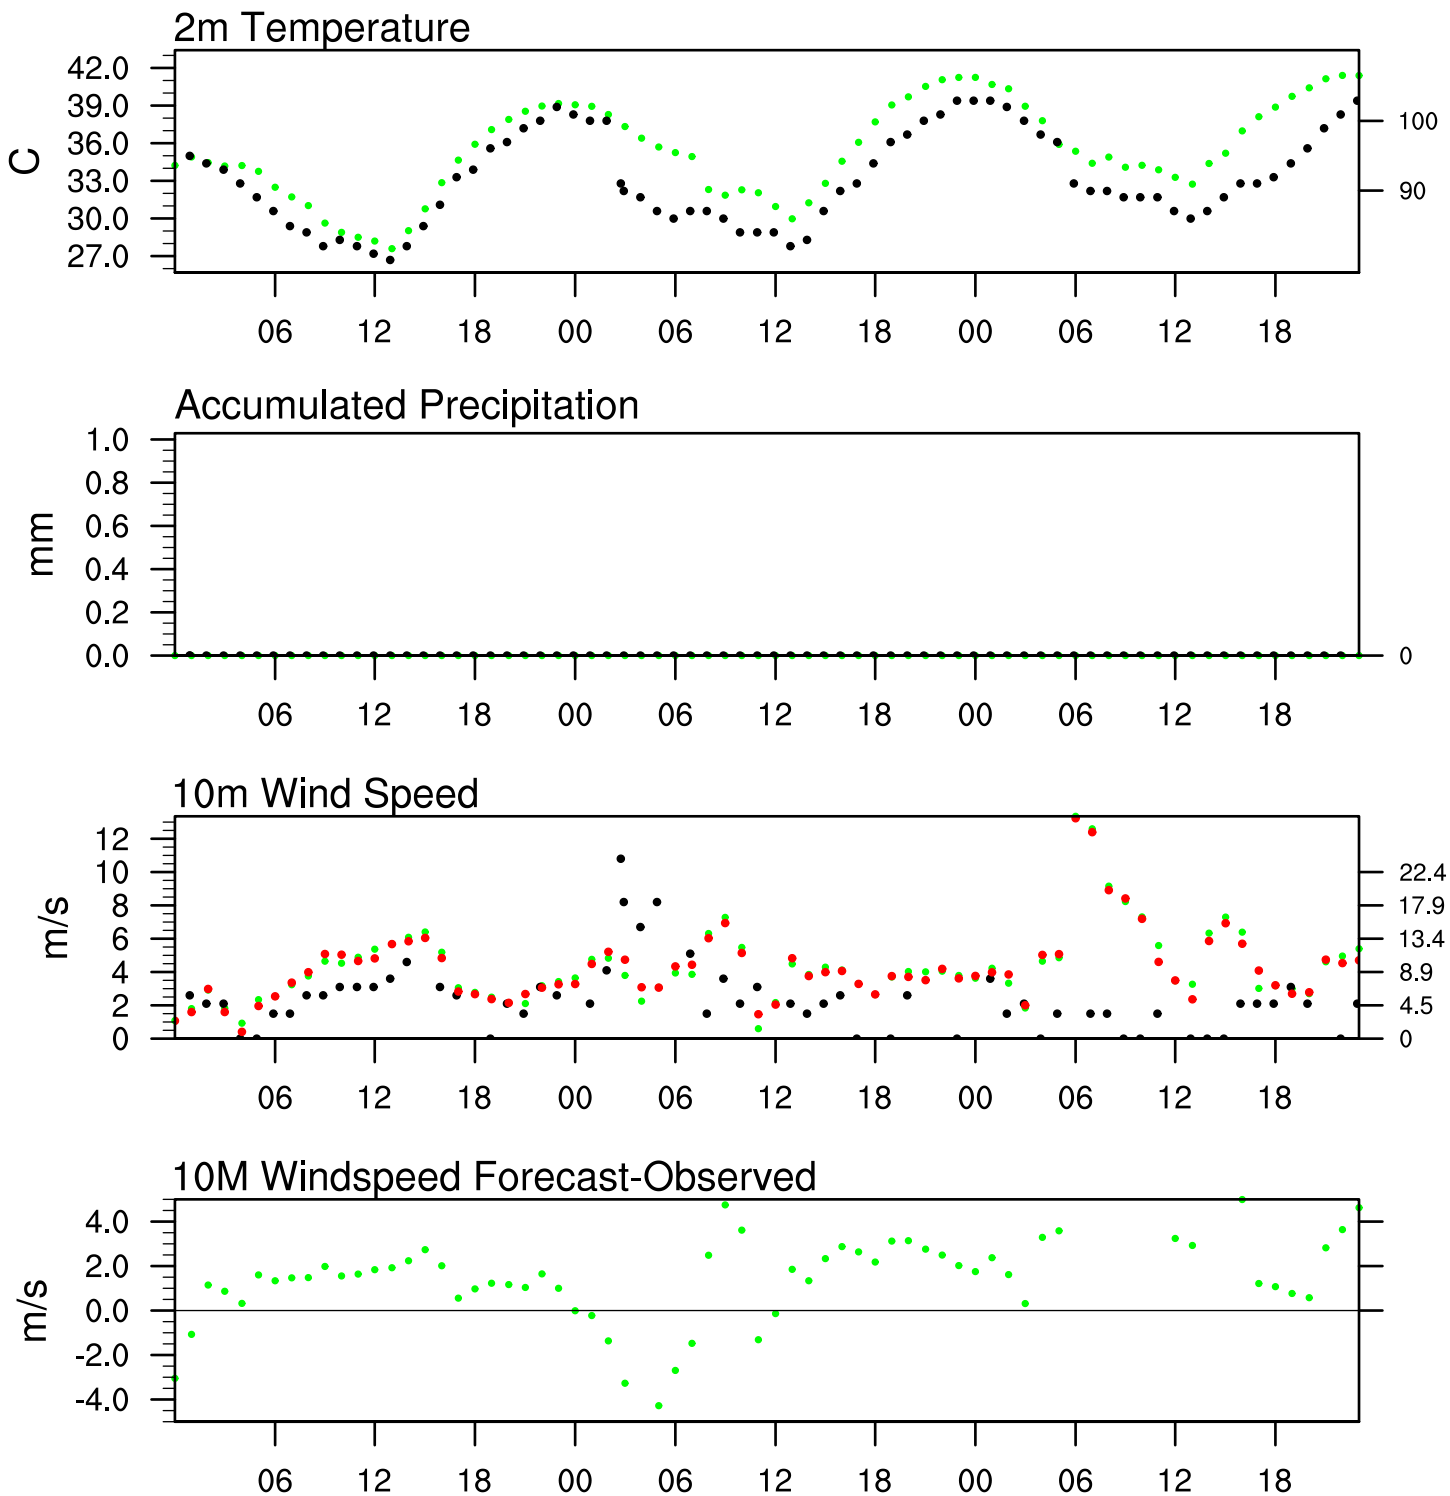 2m Temperature
42.0
39.0
36.0
33.0
30.0
27.0
C
100
90
06 12 18 00 06 12 18 00 06 12 18
Accumulated Precipitation
1.0
0.8
0.6
0.4
0.2
0.0
mm
0
06 12 18 00 06 12 18 00 06 12 18
10m Wind Speed
12
10
8
6
4
2
0
m/s
22.4
17.9
13.4
8.9
4.5
0
06 12 18 00 06 12 18 00 06 12 18
10M Windspeed Forecast-Observed
4.0
2.0
0.0
-2.0
-4.0
m/s
06 12 18 00 06 12 18 00 06 12 18